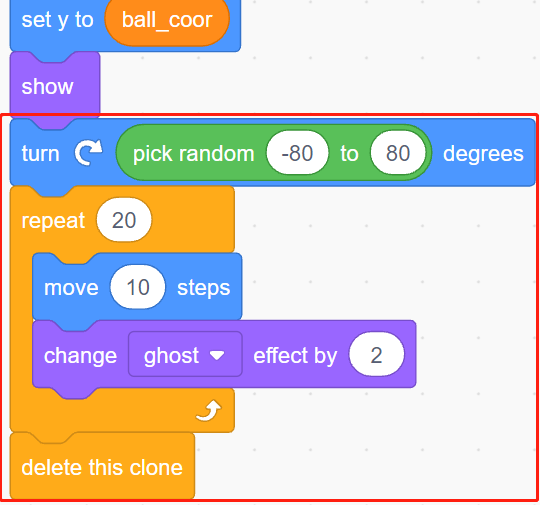 set y to ball_coor
show
turn pick random -80 to 80 degrees
repeat 20
move 10 steps
change ghost effect by 2
delete this clone